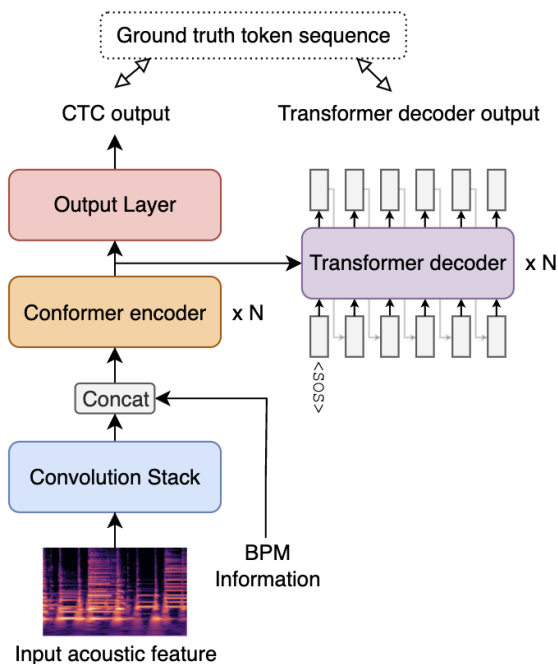 Ground truth token sequence
CTC output
Transformer decoder output
Output Layer
Transformer decoder
x N
Conformer encoder
x N
<SOS>
Concat
Convolution Stack
BPM
Information
Input acoustic feature